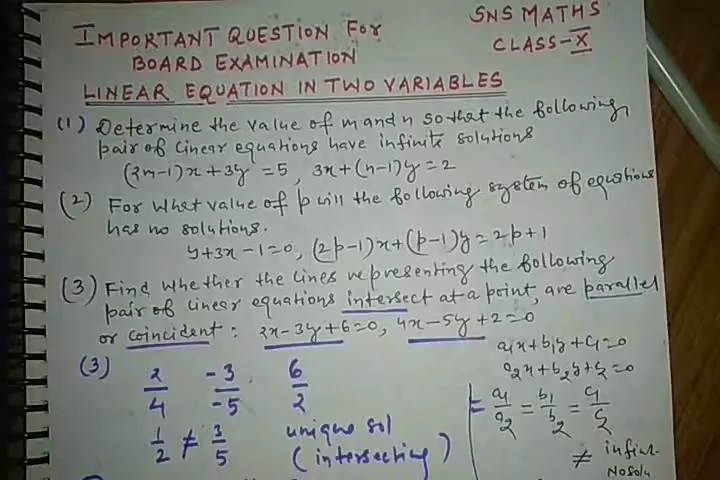 IMPORTANT QUESTION FOR
BOARD EXAMINATION
SNS MATHS
CLASS-X
LINEAR EQUATION IN TWO VARIABLES
(1) Determine the value of m and n so that the following
pair of linear equations have infinite solutions
(2m-1)x+3y=5, 3x+(n-1)y=2
(2) For what value of p will the following system of equations
has no solutions.
y+3x-1=0, (2p-1)x+(p-1)y=2p+1
(3) Find whether the lines representing the following
pair of linear equations intersect at a point, are parallel
or coincident: 2x-3y+6=0, 4x-5y+2=0
a1x+b1y+c1=0
a2x+b2y+c2=0
(3) 2/4 -3/-5 6/2
= a1/a2 = b1/b2 = c1/c2
1/2 ≠ 3/5 unique sol
(intersecting)
≠ infini
No solu